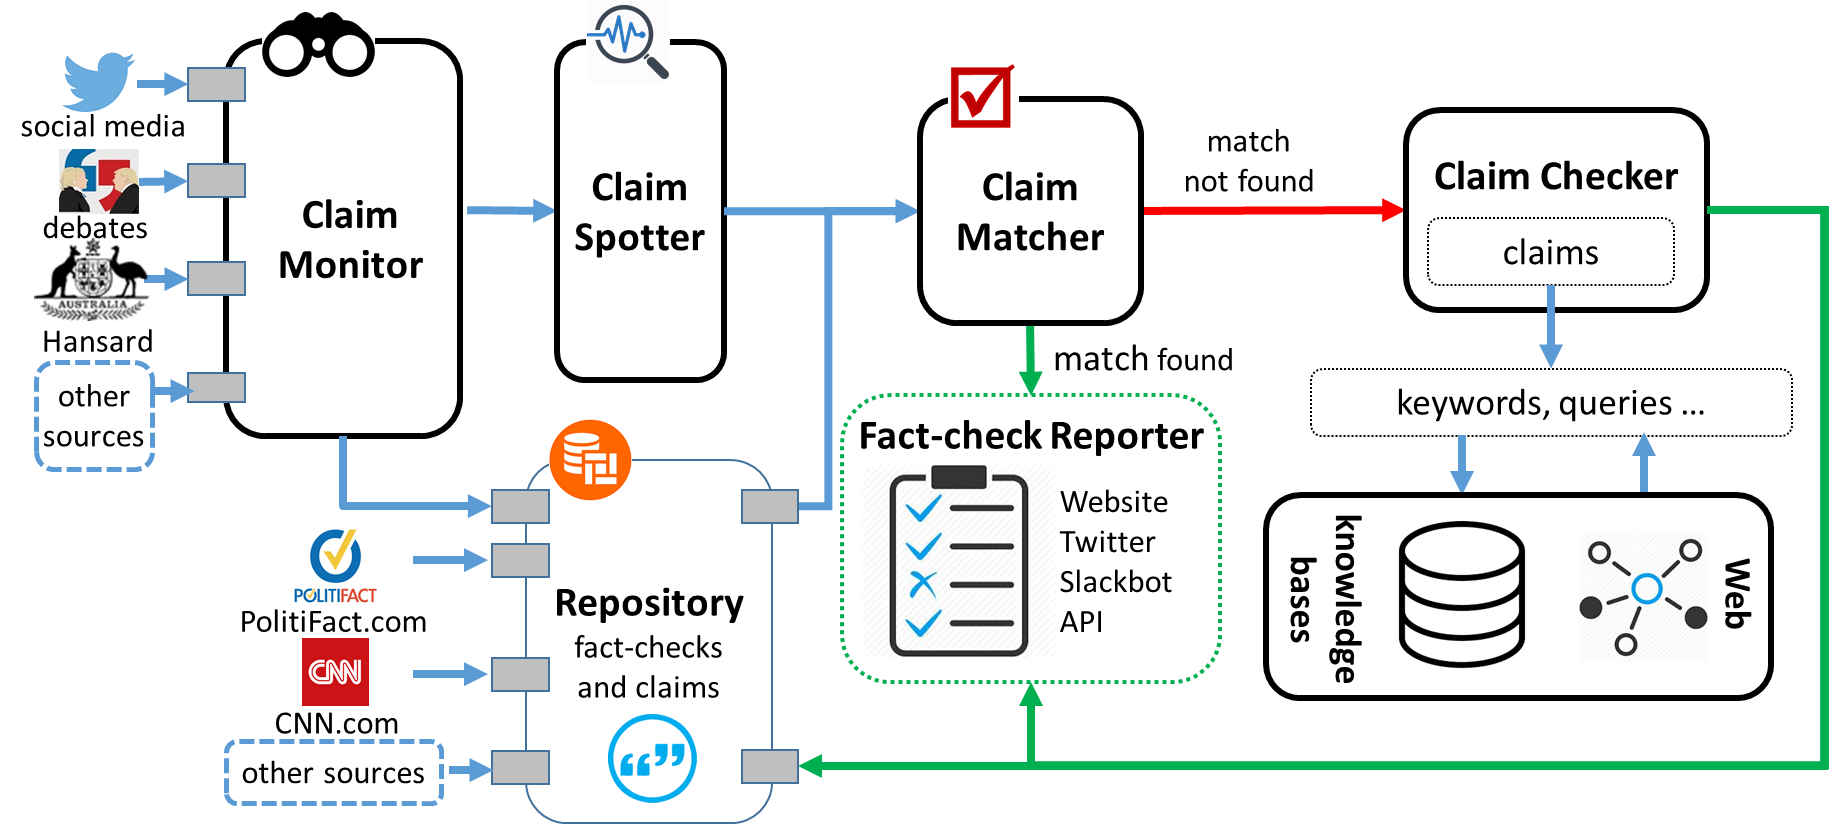 social media
debates
AUSTRALIA
Hansard
other
sources
Claim
Monitor
Claim
Spotter
Claim
Matcher
match
not found
Claim Checker
claims
match found
keywords, queries ...
Fact-check Reporter
Website
Twitter
Slackbot
API
knowledge
bases
Web
POLITIFACT
PolitiFact.com
CNN
CNN.com
other sources
Repository
fact-checks
and claims
“”